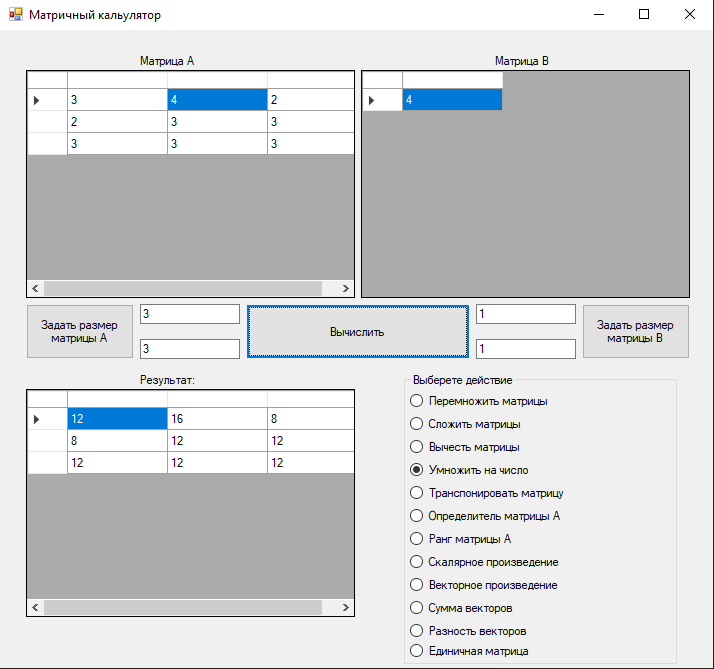 Матричный калькулятор
Матрица A
Матрица B
3 4 2
2 3 3
3 3 3
4
Задать размер
матрицы A
3
3
Вычислить
1
1
Задать размер
матрицы B
Результат:
12 16 8
8 12 12
12 12 12
Выберете действие
Перемножить матрицы
Сложить матрицы
Вычесть матрицы
Умножить на число
Транспонировать матрицу
Определитель матрицы A
Ранг матрицы A
Скалярное произведение
Векторное произведение
Сумма векторов
Разность векторов
Единичная матрица